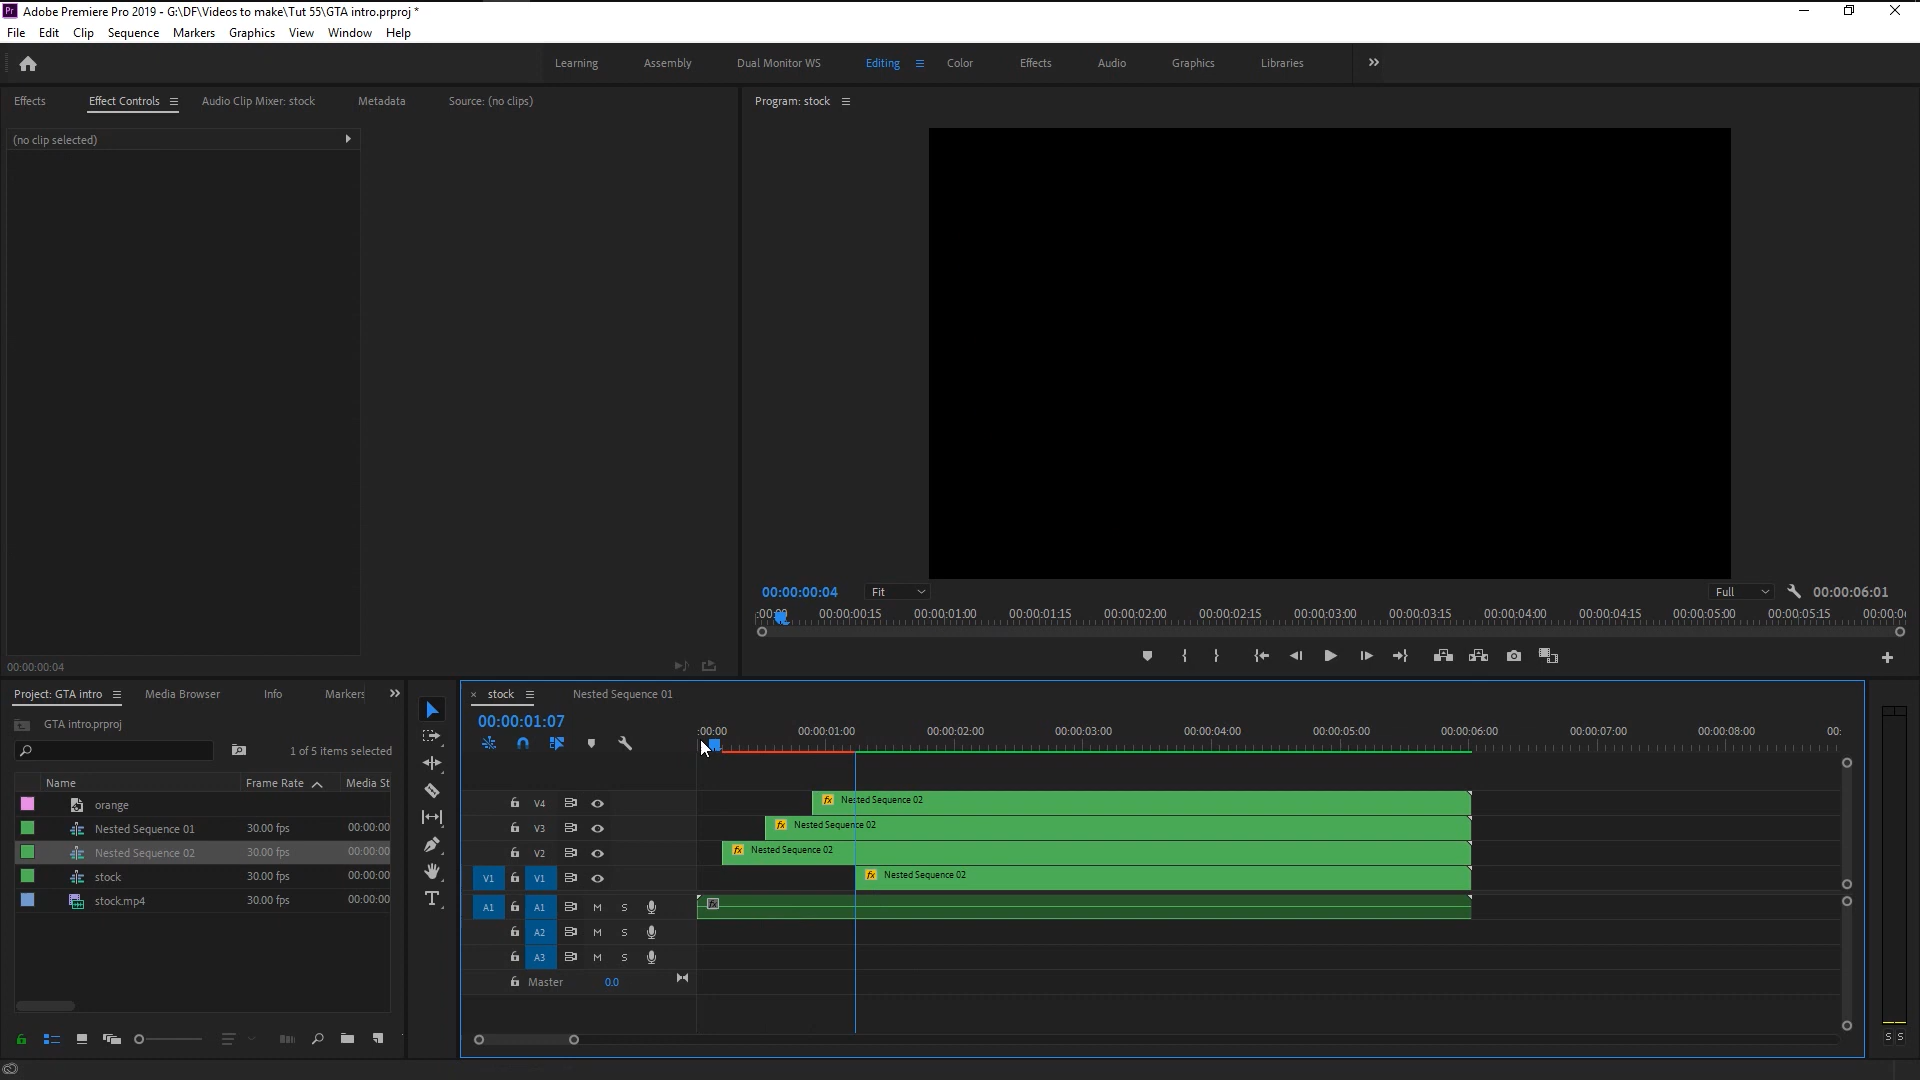 Pr Adobe Premiere Pro 2019 - G:\DF\Videos to make\Tut 55\GTA intro.prproj *
File Edit Clip Sequence Markers Graphics View Window Help
Learning Assembly Dual Monitor WS Editing Color Effects Audio Graphics Libraries
Effects Effect Controls Audio Clip Mixer: stock Metadata Source: (no clips)
Program: stock
(no clip selected)
00:00:00:04 Fit Full 00:00:06:01
:00:00 00:00:00:15 00:00:01:00 00:00:01:15 00:00:02:00 00:00:02:15 00:00:03:00 00:00:03:15 00:00:04:00 00:00:04:15 00:00:05:00 00:00:05:15 00:00:0
00:00:00:04
Project: GTA intro Media Browser Info Markers
GTA intro.prproj
1 of 5 items selected
Name Frame Rate Media St
orange
Nested Sequence 01 30.00 fps 00:00:00
Nested Sequence 02 30.00 fps 00:00:00
stock 30.00 fps 00:00:00
stock.mp4 30.00 fps 00:00:00
T
× stock Nested Sequence 01
00:00:01:07
:00:00 00:00:01:00 00:00:02:00 00:00:03:00 00:00:04:00 00:00:05:00 00:00:06:00 00:00:07:00 00:00:08:00 00:
V4 fx Nested Sequence 02
V3 fx Nested Sequence 02
V2 fx Nested Sequence 02
V1 V1 fx Nested Sequence 02
A1 A1 M S
A2 M S
A3 M S
Master 0.0
S S